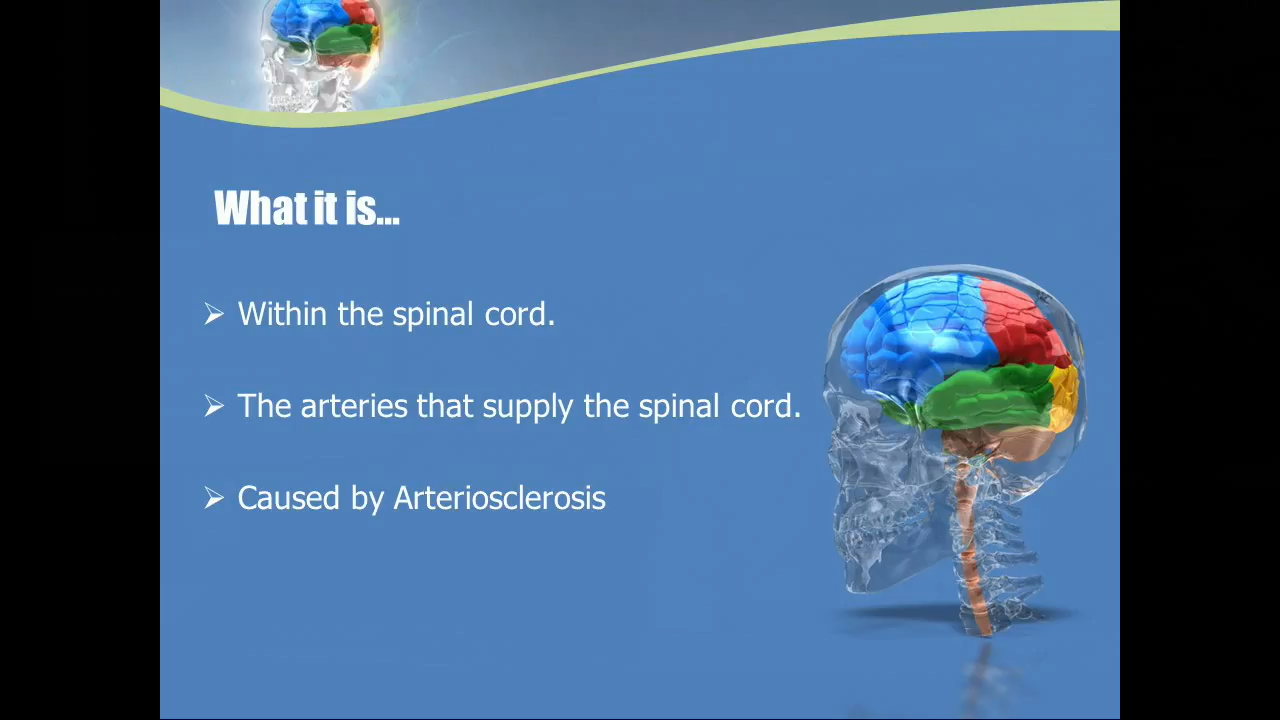 What it is...
Within the spinal cord.
The arteries that supply the spinal cord.
Caused by Arteriosclerosis